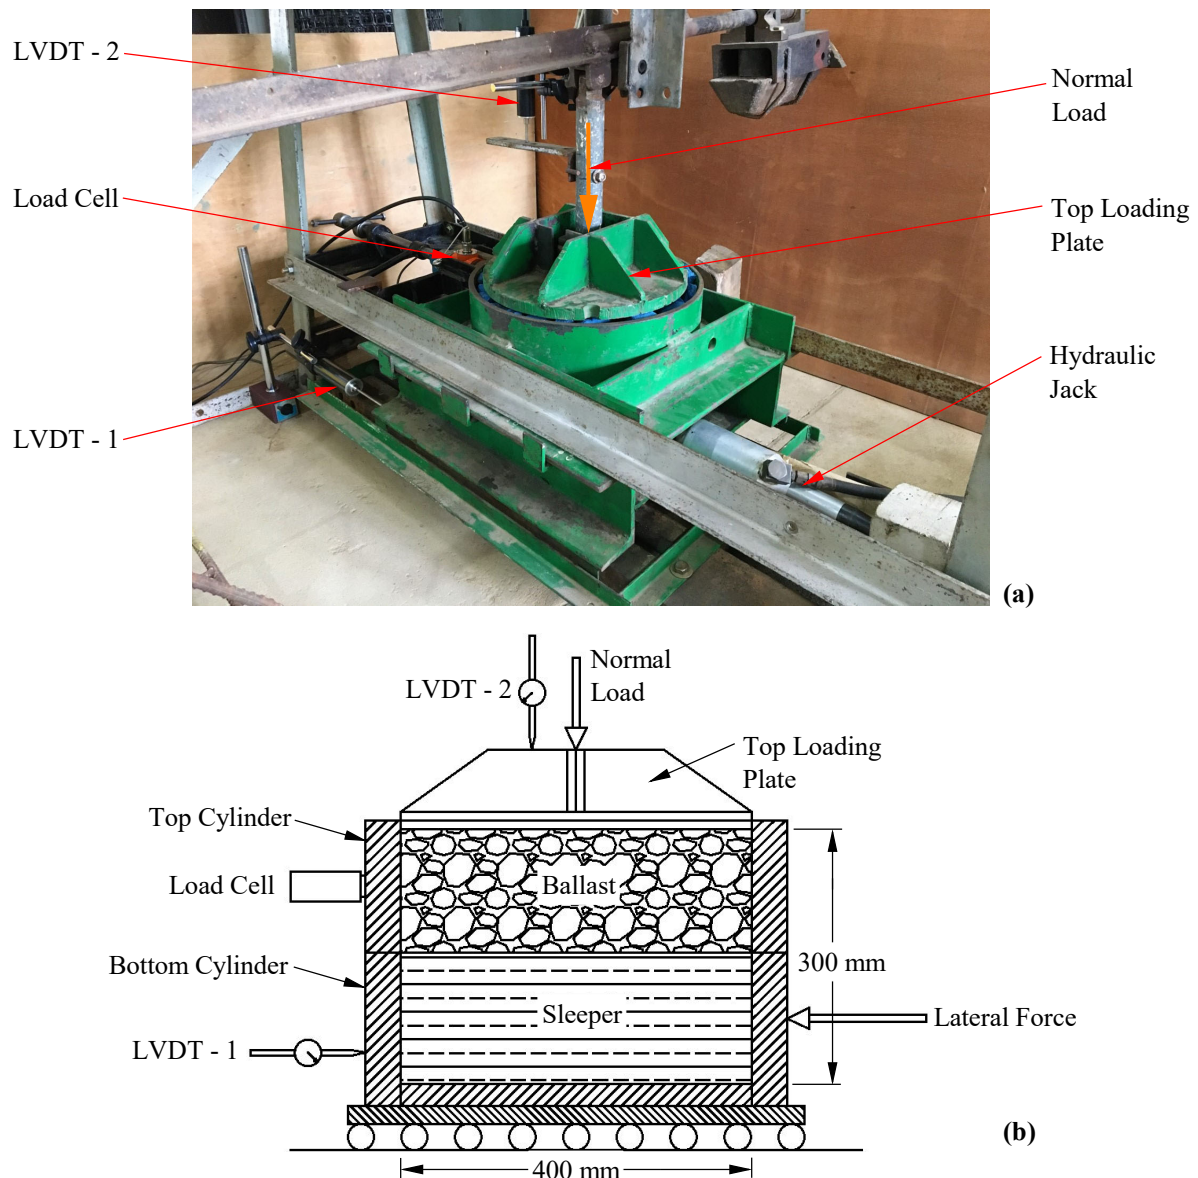 LVDT - 2
Normal
Load
Load Cell
Top Loading
Plate
Hydraulic
Jack
LVDT - 1
(a)
Normal
Load
LVDT - 2
Top Loading
Plate
Top Cylinder
Load Cell
Ballast
Bottom Cylinder
300 mm
Sleeper
Lateral Force
LVDT - 1
(b)
400 mm